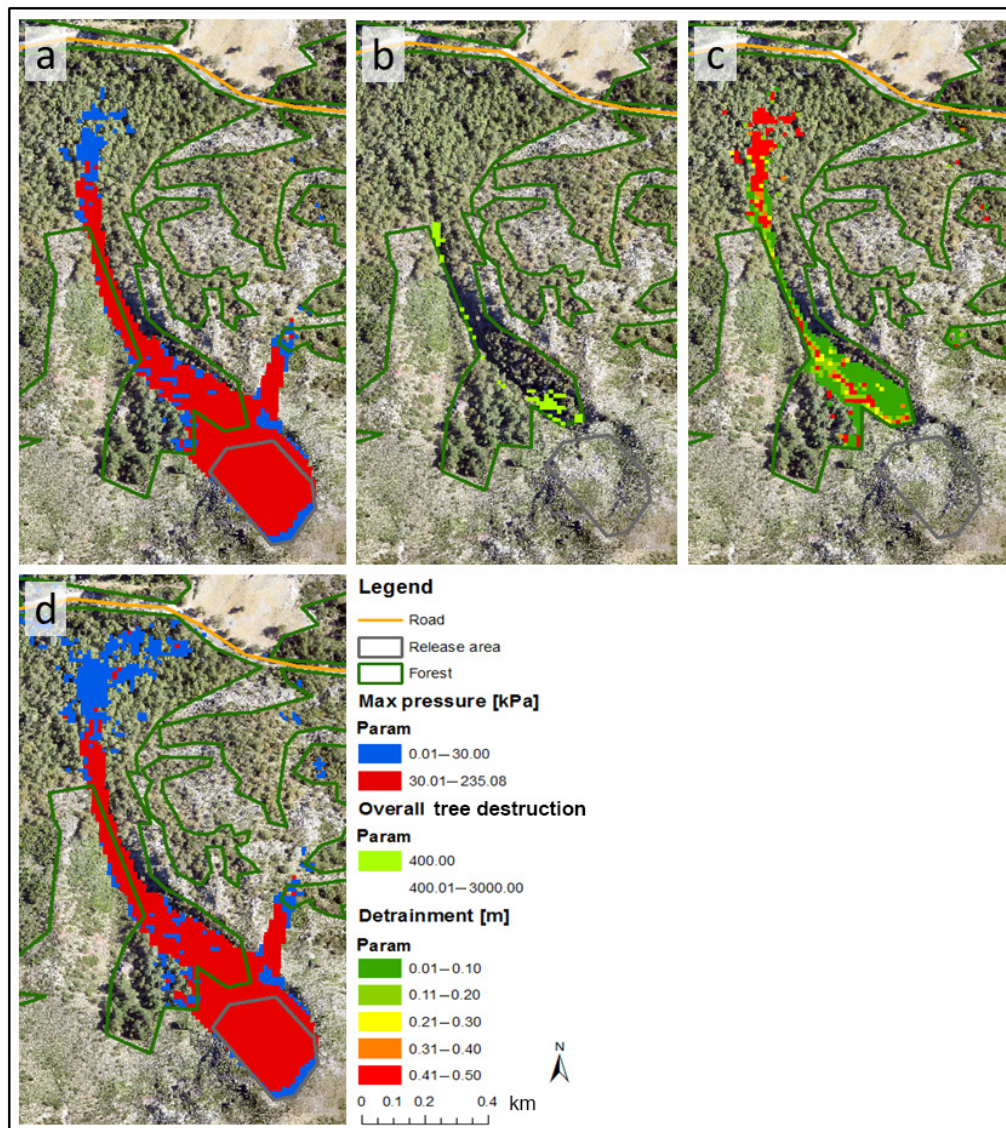 a
b
c
d
Legend
Road
Release area
Forest
Max pressure [kPa]
Param
0.01—30.00
30.01—235.08
Overall tree destruction
Param
400.00
400.01—3000.00
Detrainment [m]
Param
0.01—0.10
0.11—0.20
0.21—0.30
0.31—0.40
0.41—0.50
N
0 0.1 0.2 0.4 km